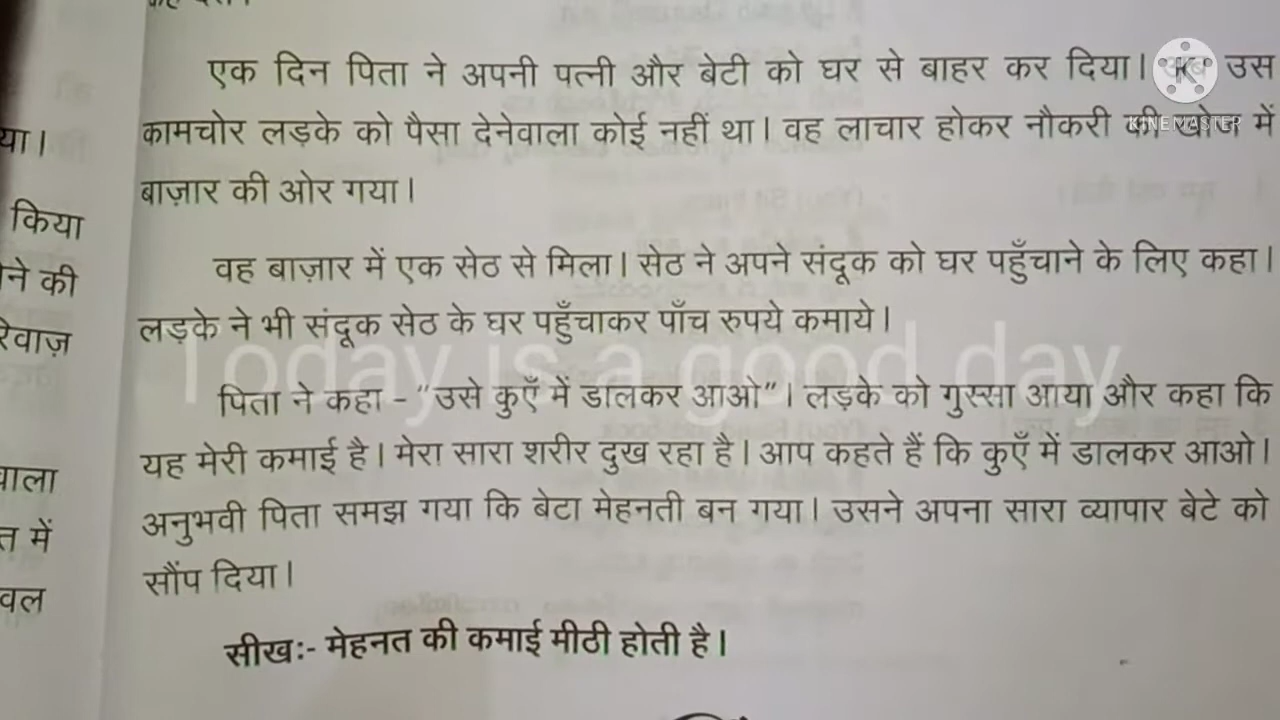 एक दिन पिता ने अपनी पत्नी और बेटी को घर से बाहर कर दिया। अब उस
या।
कामचोर लड़के को पैसा देनेवाला कोई नहीं था। वह लाचार होकर नौकरी की खोज में
KINEMASTER
बाज़ार की ओर गया।
किया
वह बाज़ार में एक सेठ से मिला। सेठ ने अपने संदूक को घर पहुँचाने के लिए कहा।
ने की
लड़के ने भी संदूक सेठ के घर पहुँचाकर पाँच रुपये कमाये।
Today is a good day
पिता ने कहा - “उसे कुएँ में डालकर आओ”। लड़के को गुस्सा आया और कहा कि
यह मेरी कमाई है। मेरा सारा शरीर दुख रहा है। आप कहते हैं कि कुएँ में डालकर आओ।
अनुभवी पिता समझ गया कि बेटा मेहनती बन गया। उसने अपना सारा व्यापार बेटे को
में
सौंप दिया।
सीखः- मेहनत की कमाई मीठी होती है।